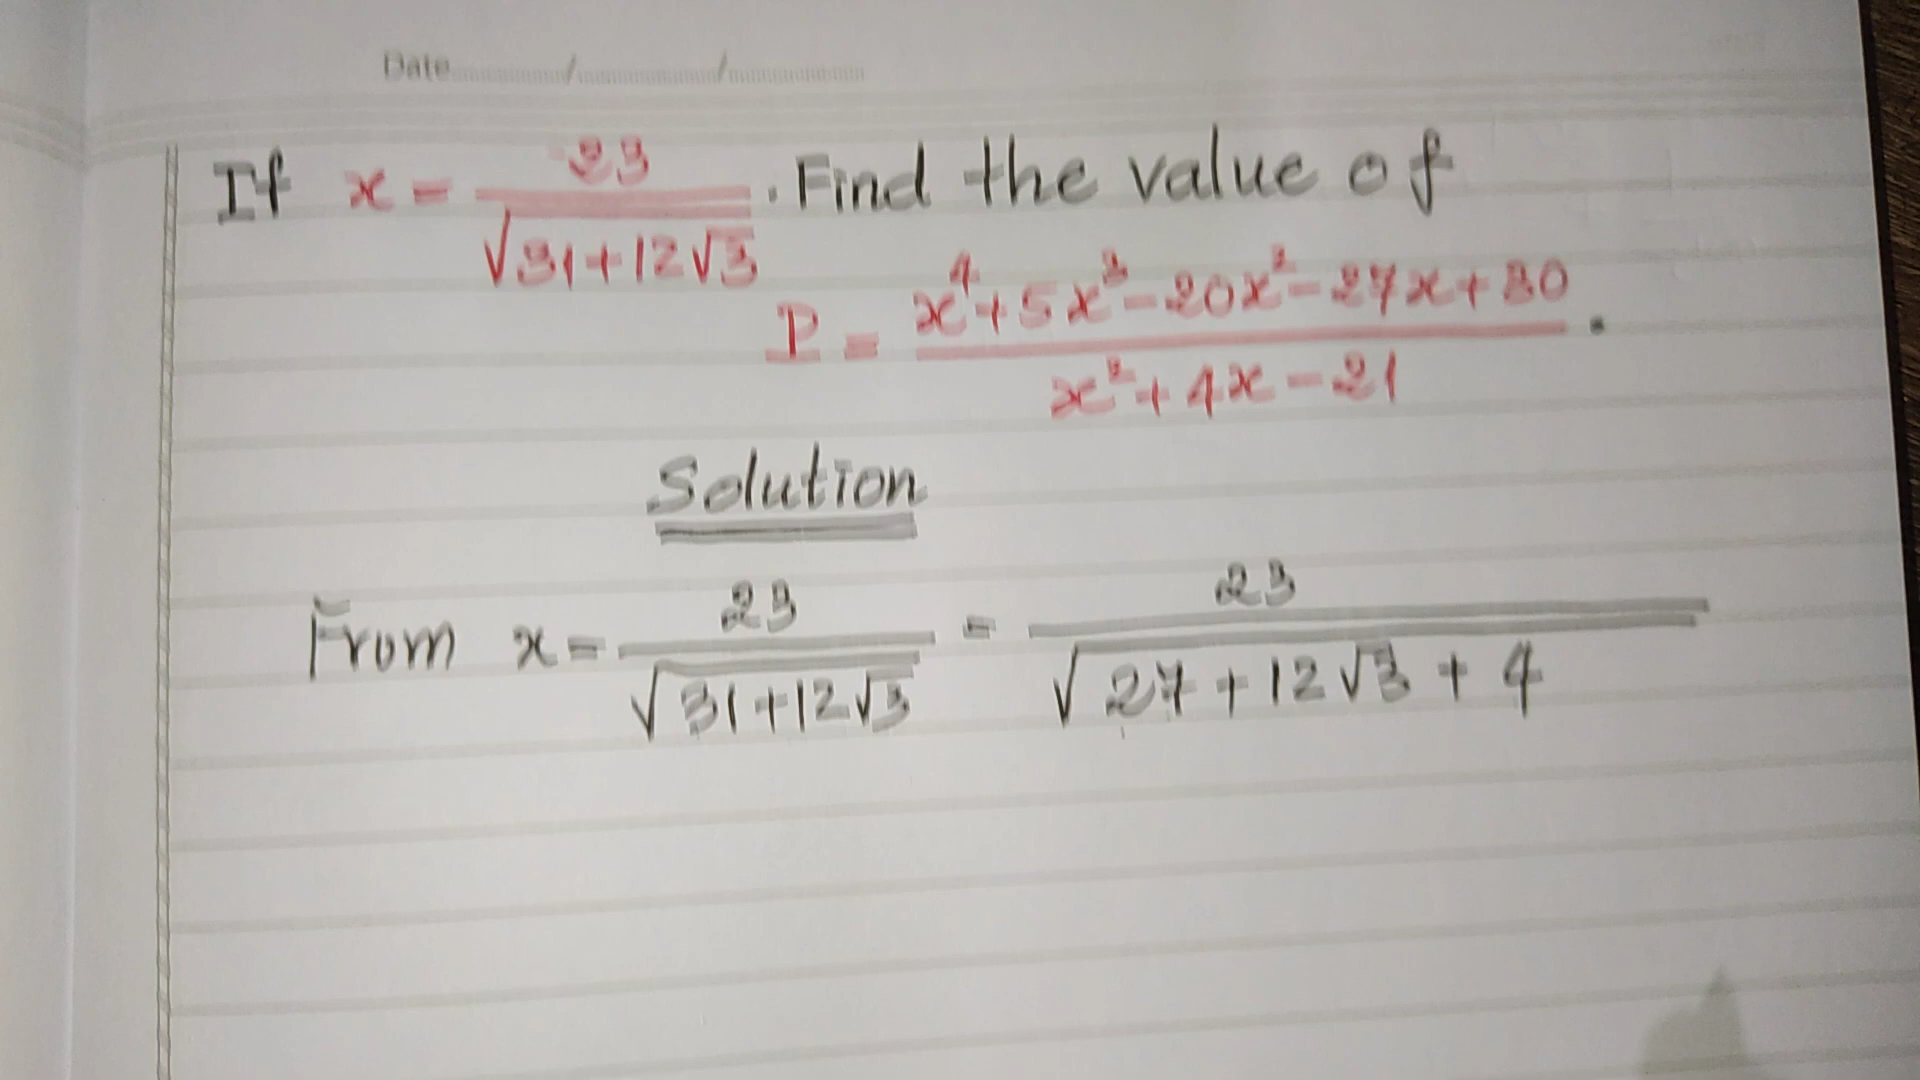 Date........../........../..........
If x = 23/√(31+12√3) . Find the value of
P = (x⁴+5x³-20x²-27x+30)/(x²+4x-21) .
Solution
From x = 23/√(31+12√3) = 23/√(27+12√3+4)